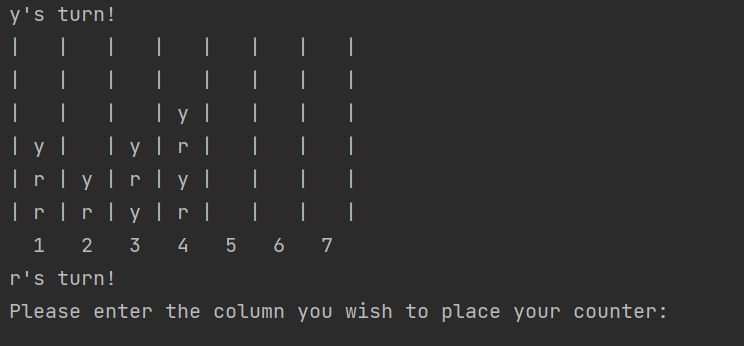 y's turn!
|   |   |   |   |   |   |   |
|   |   |   |   |   |   |   |
|   |   |   | y |   |   |   |
| y |   | y | r |   |   |   |
| r | y | r | y |   |   |   |
| r | r | y | r |   |   |   |
  1   2   3   4   5   6   7
r's turn!
Please enter the column you wish to place your counter: